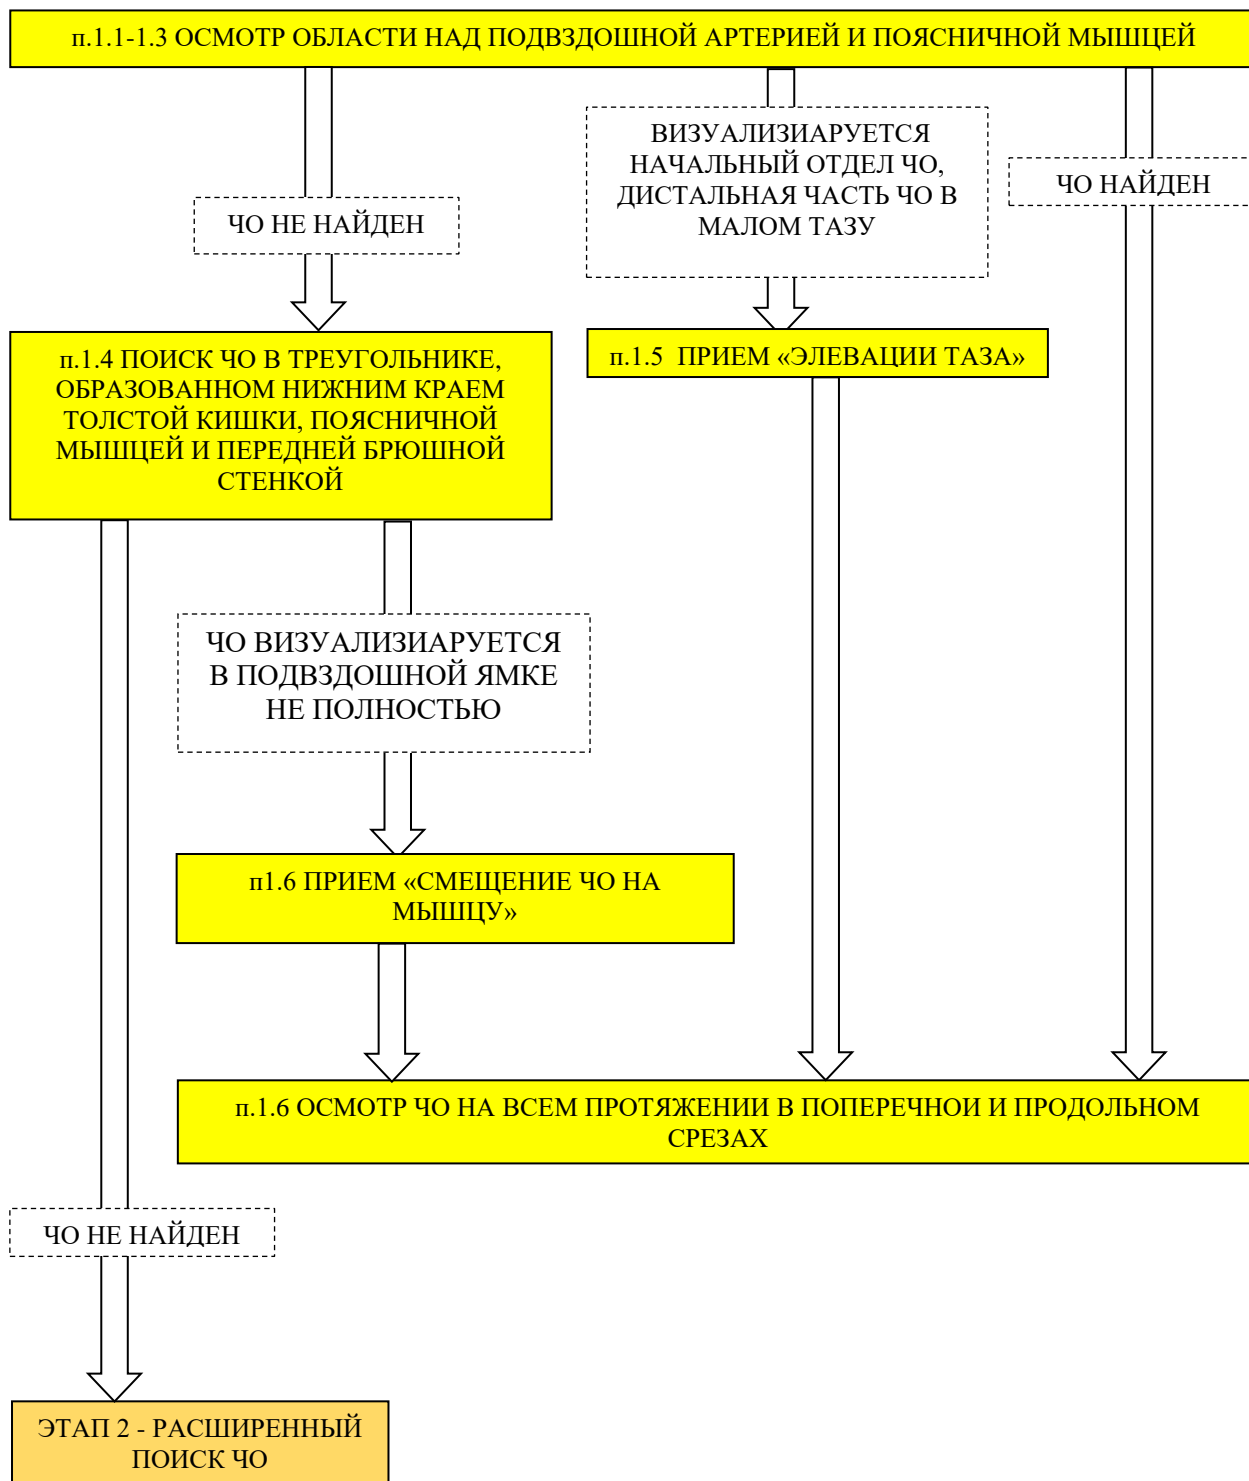 п.1.1-1.3 ОСМОТР ОБЛАСТИ НАД ПОДВЗДОШНОЙ АРТЕРИЕЙ И ПОЯСНИЧНОЙ МЫШЦЕЙ
ВИЗУАЛИЗИАРУЕТСЯ
НАЧАЛЬНЫЙ ОТДЕЛ ЧО,
ДИСТАЛЬНАЯ ЧАСТЬ ЧО В
МАЛОМ ТАЗУ
ЧО НАЙДЕН
ЧО НЕ НАЙДЕН
п.1.4 ПОИСК ЧО В ТРЕУГОЛЬНИКЕ,
ОБРАЗОВАННОМ НИЖНИМ КРАЕМ
ТОЛСТОЙ КИШКИ, ПОЯСНИЧНОЙ
МЫШЦЕЙ И ПЕРЕДНЕЙ БРЮШНОЙ
СТЕНКОЙ
п.1.5 ПРИЕМ «ЭЛЕВАЦИИ ТАЗА»
ЧО ВИЗУАЛИЗИАРУЕТСЯ
В ПОДВЗДОШНОЙ ЯМКЕ
НЕ ПОЛНОСТЬЮ
п1.6 ПРИЕМ «СМЕЩЕНИЕ ЧО НА
МЫШЦУ»
п.1.6 ОСМОТР ЧО НА ВСЕМ ПРОТЯЖЕНИИ В ПОПЕРЕЧНОИ И ПРОДОЛЬНОМ
СРЕЗАХ
ЧО НЕ НАЙДЕН
ЭТАП 2 - РАСШИРЕННЫЙ
ПОИСК ЧО